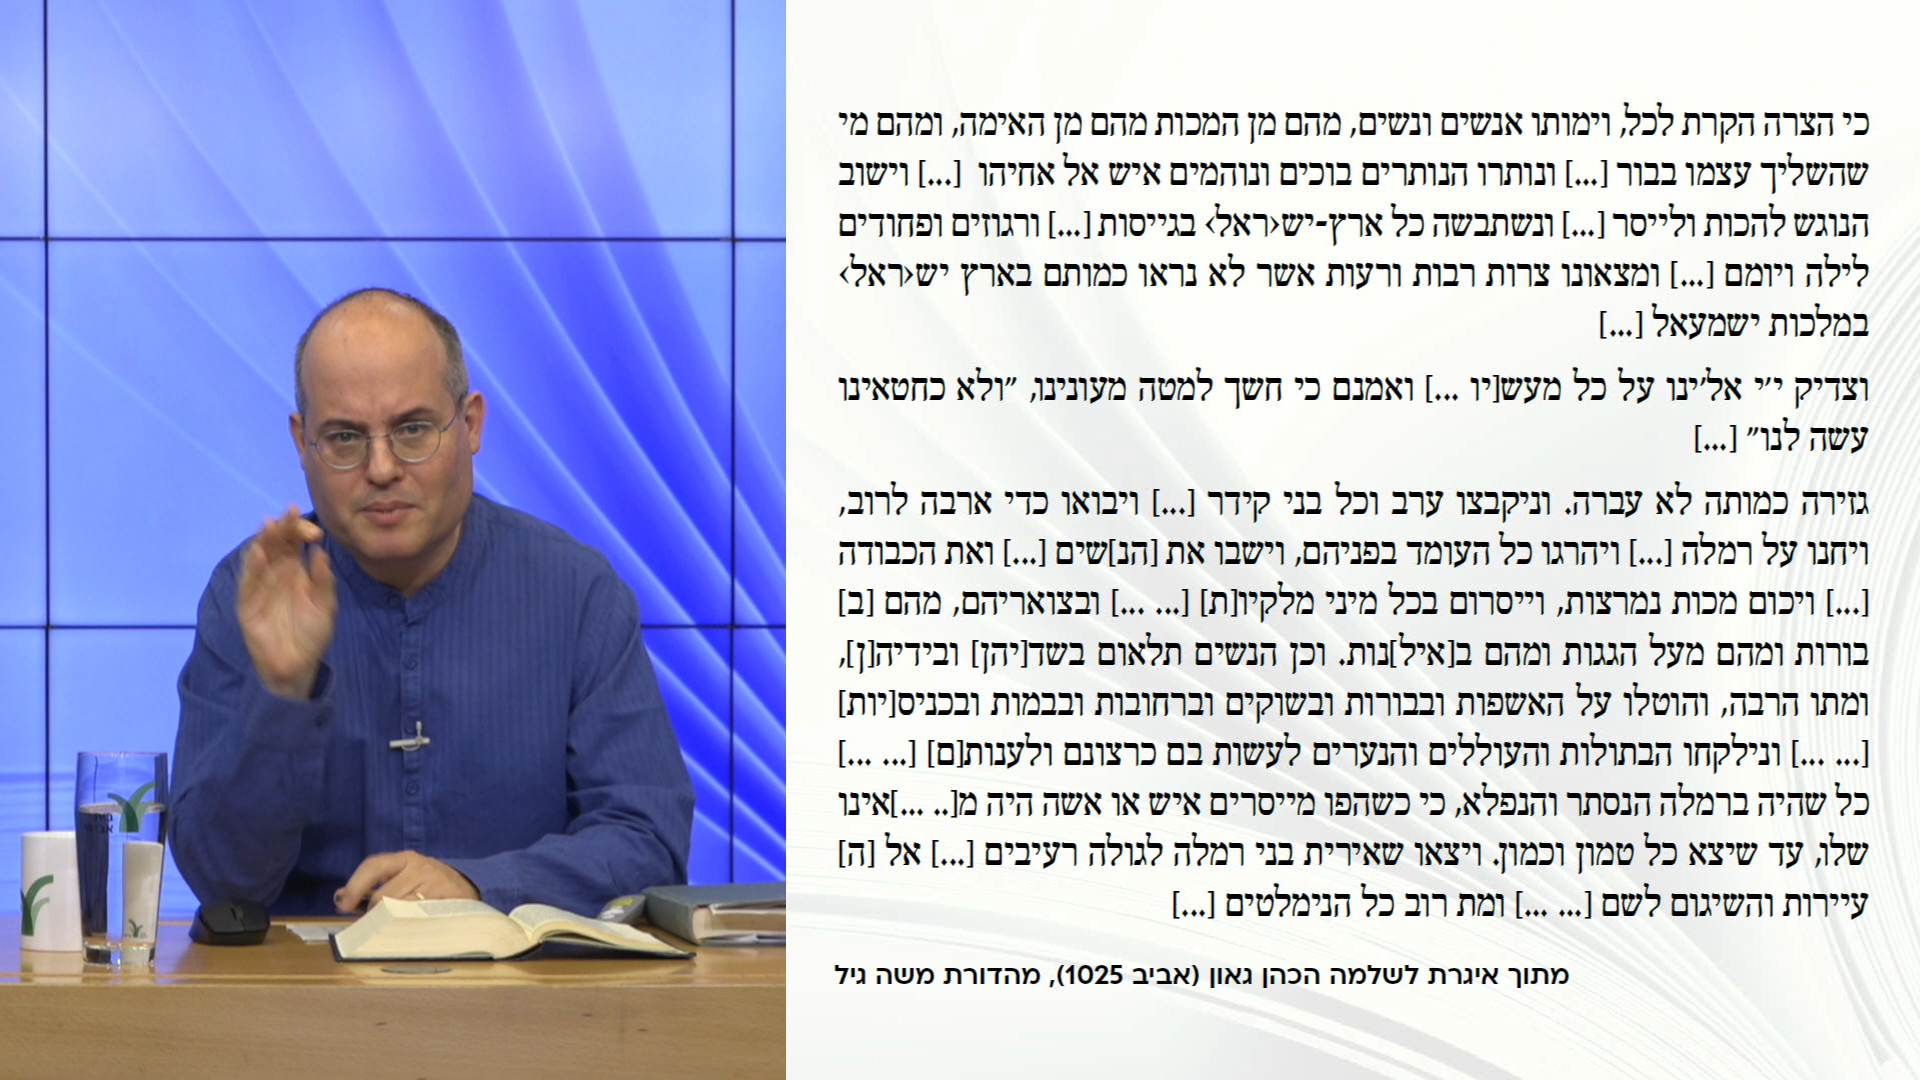 כי הצרה הקרת לכל, וימותו אנשים ונשים, מהם מן המכות מהם מן האימה, ומהם מי
שהשליך עצמו בבור [...] ונותרו הנותרים בוכים ונוהמים איש אל אחיהו [...] וישוב
הנוגש להכות ולייסר [...] ונשתבשה כל ארץ-יש‹ראל› בגייסות [...] ורגוזים ופחודים
לילה ויומם [...] ומצאונו צרות רבות ורעות אשר לא נראו כמותם בארץ יש‹ראל›
במלכות ישמעאל [...]
וצדיק י׳י אל׳ינו על כל מעש[יו ...] ואמנם כי חשך למטה מעונינו, ״ולא כחטאינו
עשה לנו״ [...]
גזירה כמותה לא עברה. וניקבצו ערב וכל בני קידר [...] ויבואו כדי ארבה לרוב,
ויחנו על רמלה [...] ויהרגו כל העומד בפניהם, וישבו את [הנ]שים [...] ואת הכבודה
[...] ויכום מכות נמרצות, וייסרום בכל מיני מלקיו[ת] [... ...] ובצואריהם, מהם [ב]
בורות ומהם מעל הגגות ומהם ב[איל]נות. וכן הנשים תלאום בשד[יהן] ובידיה[ן],
ומתו הרבה, והוטלו על האשפות ובבורות ובשוקים וברחובות ובבמות ובכניס[יות]
[... ...] ונילקחו הבתולות והעוללים והנערים לעשות בם כרצונם ולענות[ם] [... ...]
כל שהיה ברמלה הנסתר והנפלא, כי כשהפו מייסרים איש או אשה היה מ[.. ...]אינו
שלו, עד שיצא כל טמון וכמון. ויצאו שאירית בני רמלה לגולה רעיבים [...] אל [ה]
עיירות והשיגום לשם [... ...] ומת רוב כל הנימלטים [...]
מתוך איגרת לשלמה הכהן גאון (אביב 1025), מהדורת משה גיל